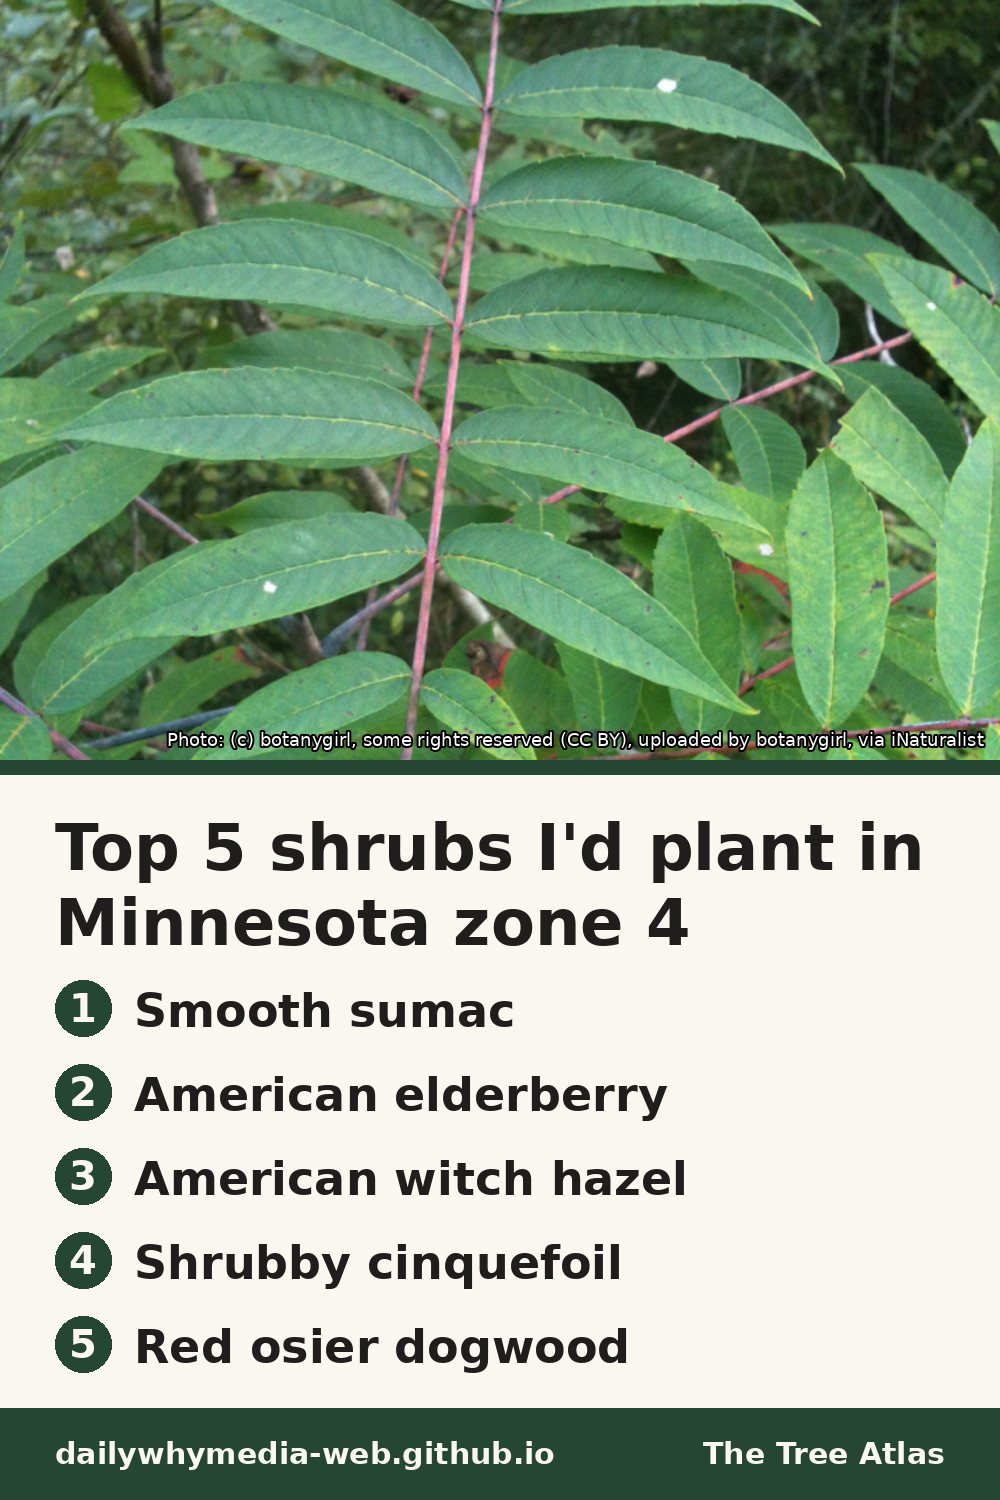 Photo: (c) botanygirl, some rights reserved (CC BY), uploaded by botanygirl, via iNaturalist
Top 5 shrubs I'd plant in
Minnesota zone 4
1 Smooth sumac
2 American elderberry
3 American witch hazel
4 Shrubby cinquefoil
5 Red osier dogwood
dailywhymedia-web.github.io The Tree Atlas